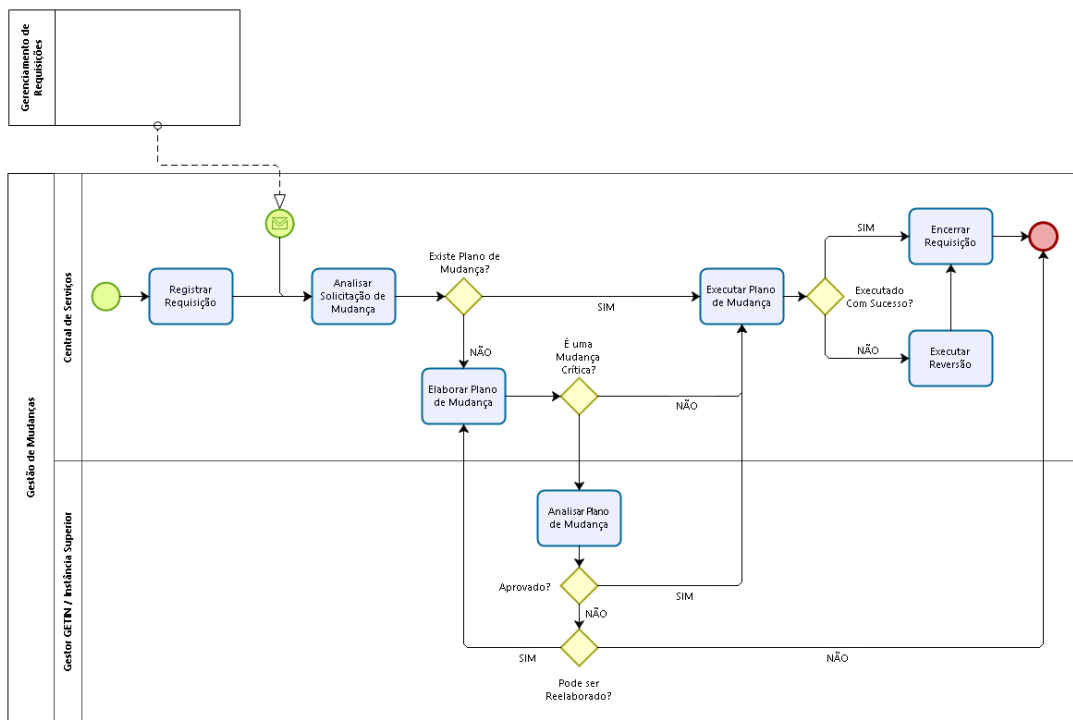 Gerenciamento de
Requisições
Gestão de Mudanças
Central de Serviços
Registrar
Requisição
Analisar
Solicitação de
Mudança
Existe Plano de
Mudança?
SIM
NÃO
Elaborar Plano
de Mudança
É uma
Mudança
Crítica?
NÃO
Executar Plano
de Mudança
Executado
Com Sucesso?
SIM
NÃO
Encerrar
Requisição
Executar
Reversão
Gestor GETIN / Instância Superior
Analisar Plano
de Mudança
Aprovado?
SIM
NÃO
SIM
NÃO
Pode ser
Reelaborado?